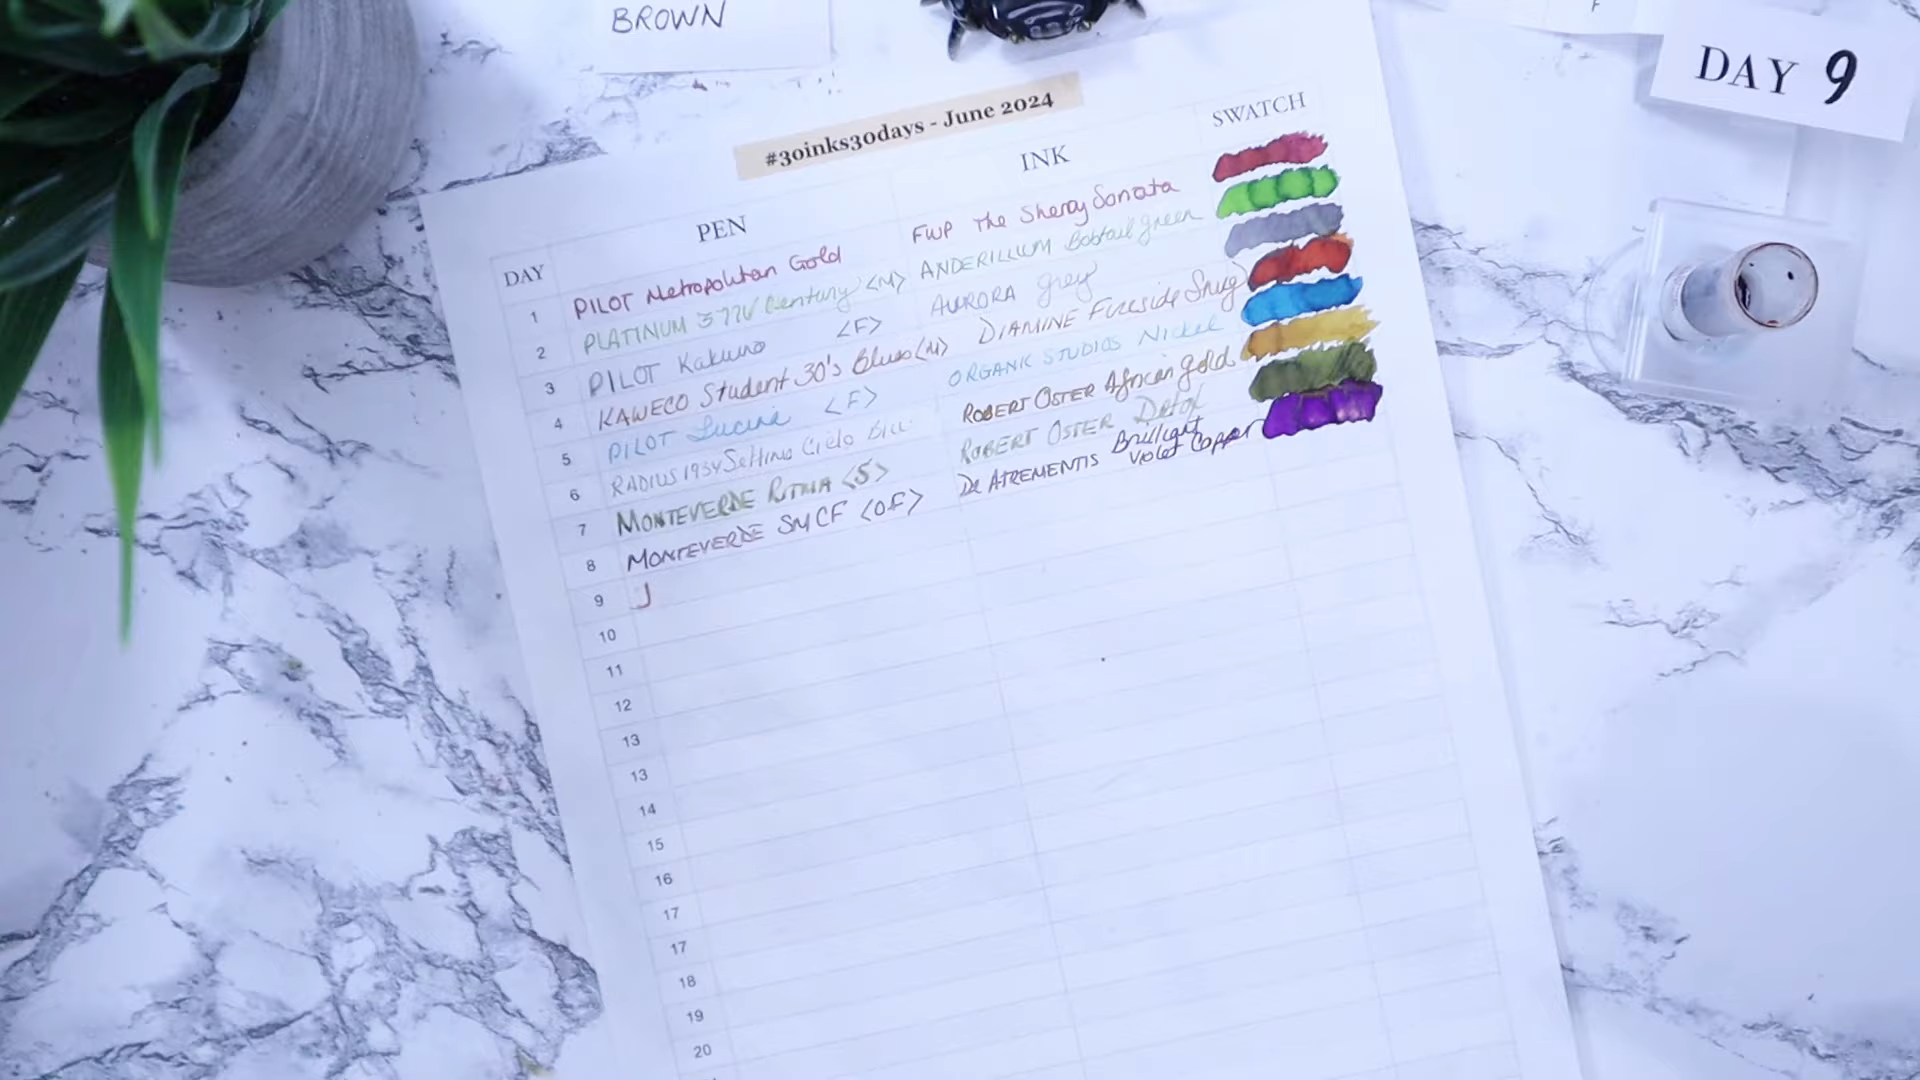 BROWN
DAY 9
#30inks30days - June 2024
DAY PEN INK SWATCH
1 PILOT Metropolitan Gold FWP The Sherry Sonata
2 PLATINUM 3776 Century <M> ANDERILLIUM Bobtail green
3 PILOT Kakuno <F> AURORA grey
4 KAWECO Student 30's Blues <M> DIAMINE Fireside Snug
5 PILOT Lucina <F> ORGANIC STUDIOS Nickel
6 RADIUS 1934 Settimo Cielo Blu ROBERT OSTER African gold
7 MONTEVERDE RITMA <S> ROBERT OSTER Detox
8 MONTEVERDE SMCF <OF> De ATREMENTIS Brillight Violet Copper
9 J
10
11
12
13
13
14
15
16
17
17
18
19
20